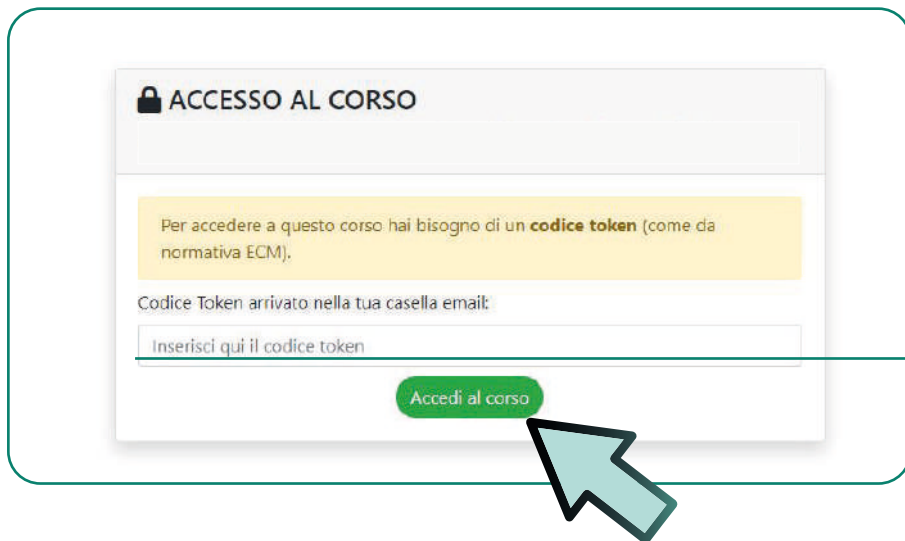 ACCESSO AL CORSO
Per accedere a questo corso hai bisogno di un codice token (come da
normativa ECM).
Codice Token arrivato nella tua casella email:
Inserisci qui il codice token
Accedi al corso